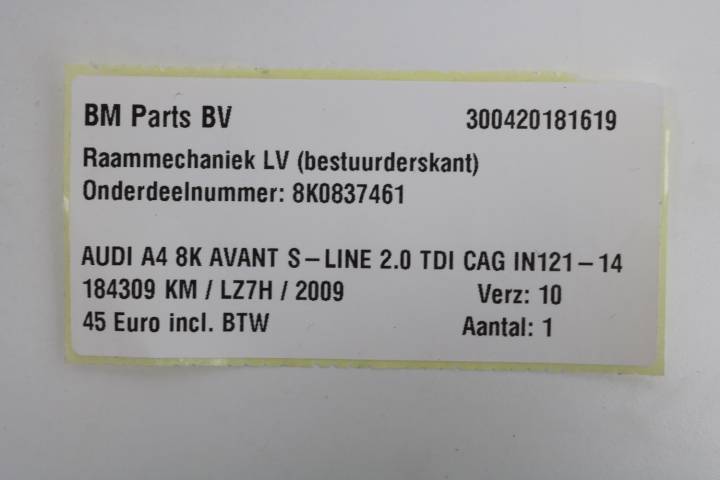 BM Parts BV 300420181619
Raammechaniek LV (bestuurderskant)
Onderdeelnummer: 8K0837461
AUDI A4 8K AVANT S-LINE 2.0 TDI CAG IN121-14
184309 KM / LZ7H / 2009 Verz: 10
45 Euro incl. BTW Aantal: 1